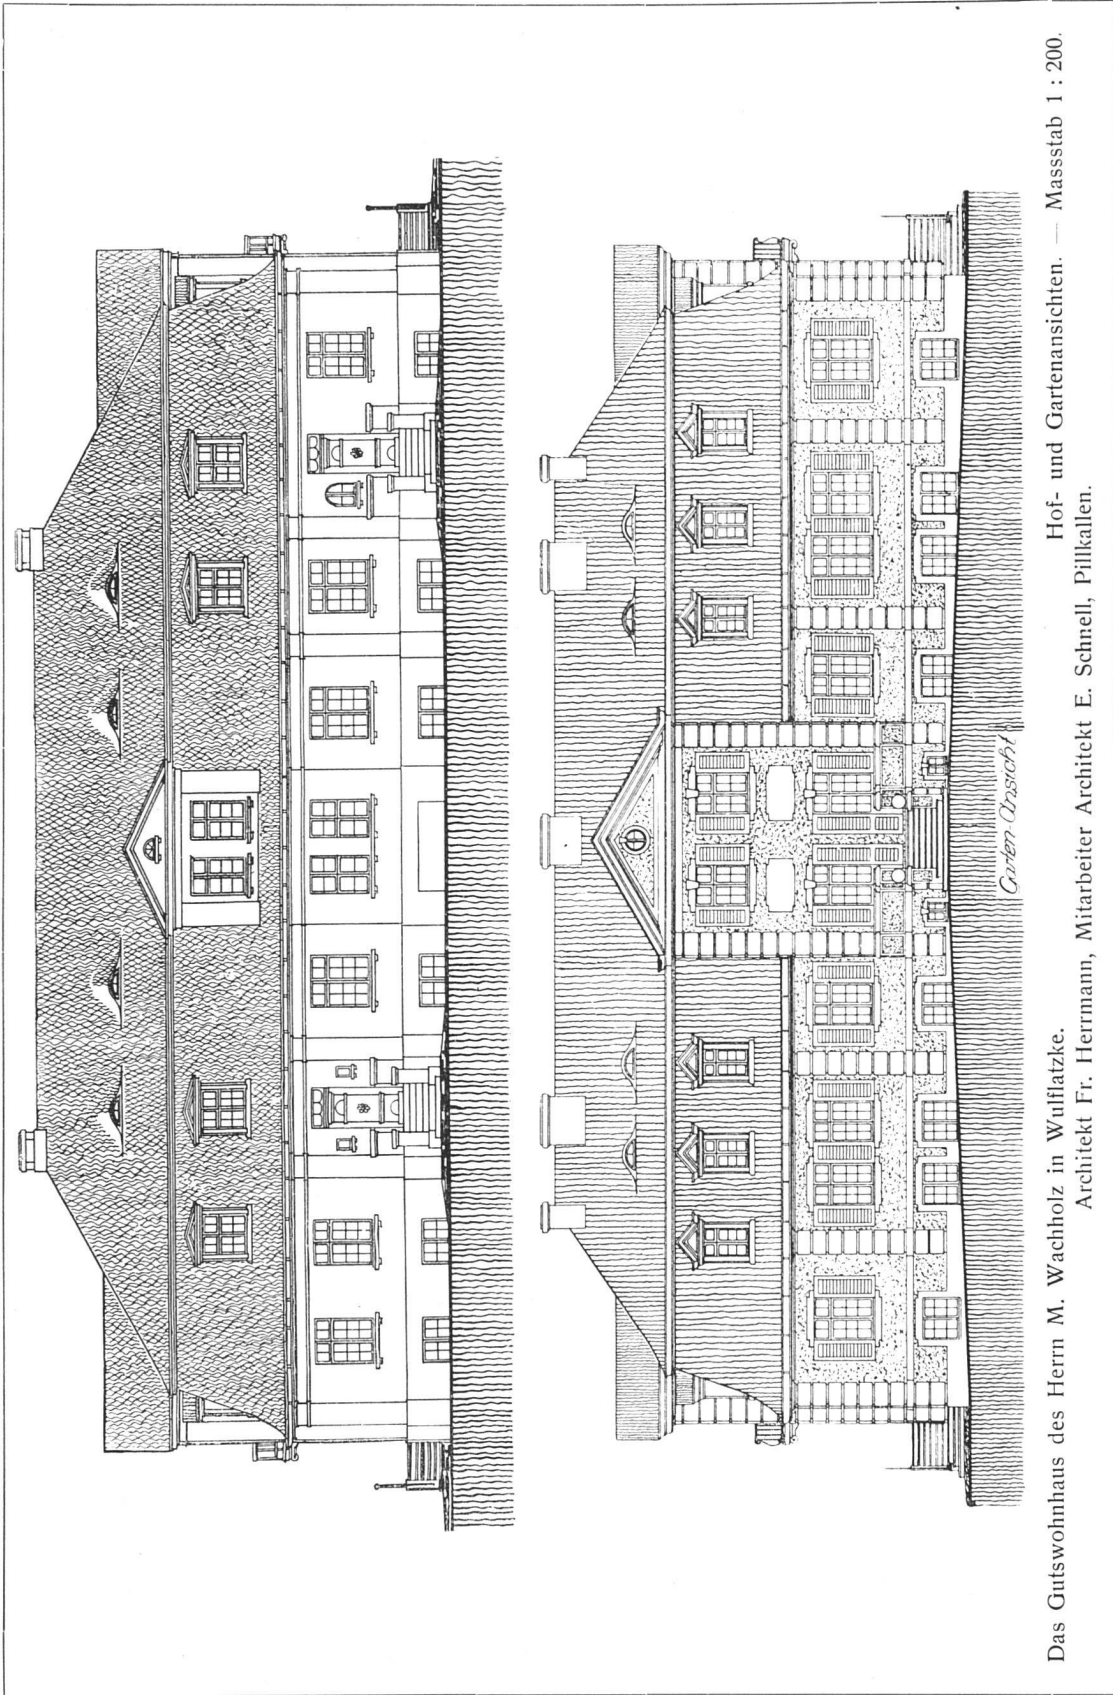 Garten-Ansicht
Das Gutswohnhaus des Herrn M. Wachholz in Wulflatzke. Hof- und Gartenansichten. — Massstab 1 : 200.
Architekt Fr. Herrmann, Mitarbeiter Architekt E. Schnell, Pillkallen.